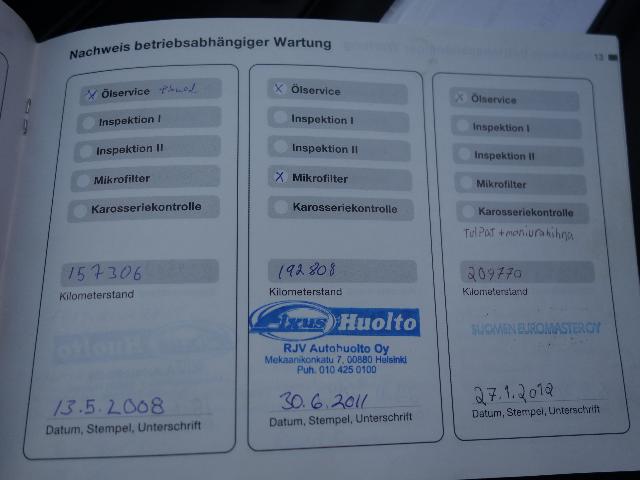 Nachweis betriebsabhängiger Wartung
13
x Ölservice
Inspektion I
Inspektion II
Mikrofilter
Karosseriekontrolle
157306
Kilometerstand
13.5.2008
Datum, Stempel, Unterschrift
x Ölservice
Inspektion I
Inspektion II
x Mikrofilter
Karosseriekontrolle
192808
Kilometerstand
Fixus Huolto
RJV Autohuolto Oy
Mekaanikonkatu 7, 00880 Helsinki
Puh. 010 425 0100
30.6.2011
Datum, Stempel, Unterschrift
x Ölservice
Inspektion I
Inspektion II
Mikrofilter
Karosseriekontrolle
Tulpat + moniurahihna
209770
Kilometerstand
SUOMEN EUROMASTER OY
27.1.2012
Datum, Stempel, Unterschrift